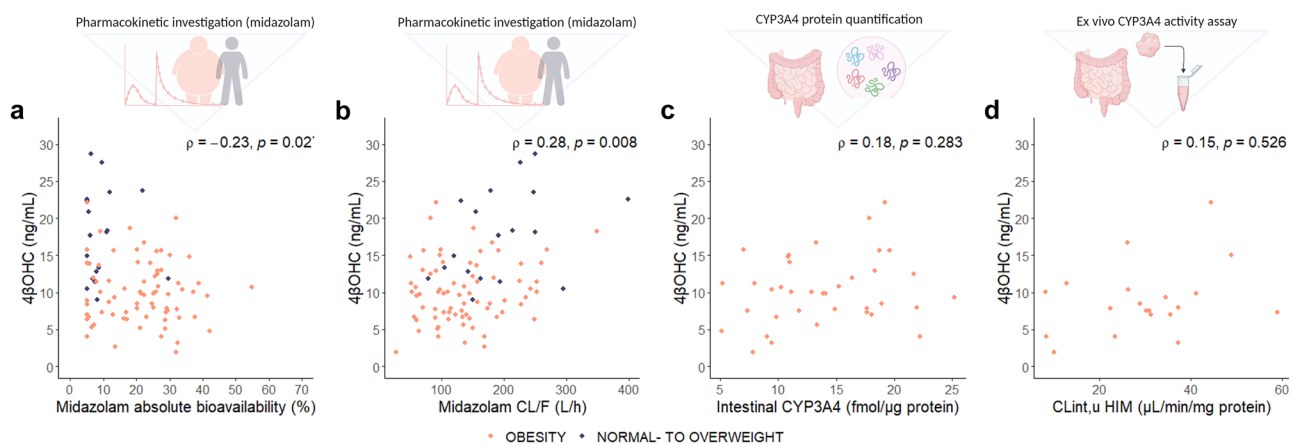 Pharmacokinetic investigation (midazolam)
Pharmacokinetic investigation (midazolam)
CYP3A4 protein quantification
Ex vivo CYP3A4 activity assay
a
b
c
d
ρ = −0.23, p = 0.02
ρ = 0.28, p = 0.008
ρ = 0.18, p = 0.283
ρ = 0.15, p = 0.526
4βOHC (ng/mL)
30
25
20
15
10
5
0
0 10 20 30 40 50 60 70
Midazolam absolute bioavailability (%)
4βOHC (ng/mL)
30
25
20
15
10
5
0
100 200 300 400
Midazolam CL/F (L/h)
4βOHC (ng/mL)
30
25
20
15
10
5
0
5 10 15 20 25
Intestinal CYP3A4 (fmol/µg protein)
4βOHC (ng/mL)
30
25
20
15
10
5
0
20 40 60
CLint,u HIM (µL/min/mg protein)
OBESITY
NORMAL- TO OVERWEIGHT